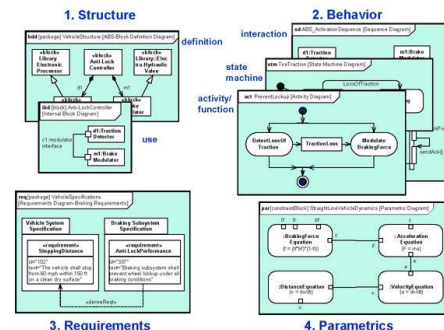 1. Structure
bdd [package] VehicleStructure [ABS-Block Definition Diagram]
«block»
Library::
Electronic
Processor
«block»
Anti-Lock
Controller
«block»
Library::Elec
tro-Hydraulic
Valve
d1
m1
definition
ibd [block] Anti-LockController
[Internal Block Diagram]
d1:Traction
Detector
c1 modulator
interface
m1:Brake
Modulator
use
2. Behavior
interaction
sd ABS_ActivationSequence [Sequence Diagram]
d1:Traction
m1:Brake
state
machine
stm TireTraction [State Machine Diagram]
LossOfTraction
activity/
function
act PreventLockup [Activity Diagram]
DetectLossOf
Traction
TractionLoss
Modulate
BrakingForce
sendAck()
req [package] VehicleSpecifications
[Requirements Diagram-Braking Requirements]
Vehicle System
Specification
Braking Subsystem
Specification
«requirement»
StoppingDistance
«requirement»
Anti-LockPerformance
id="102"
text="The vehicle shall stop
from 60 mph within 150 ft
on a clean dry surface"
id="337"
text="Braking subsystem shall
prevent wheel lockup under all
braking conditions"
«deriveReqt»
3. Requirements
par [constraintBlock] StraightLineVehicleDynamics [Parametric Diagram]
tf
bf
:BrakingForce
Equation
[f = (tf*bf)*(1-tl)]
f:
F:
:Acceleration
Equation
[F = ma]
a:
a:
:DistanceEquation
[v = dx/dt]
v:
v:
:VelocityEquation
[a = dv/dt]
4. Parametrics